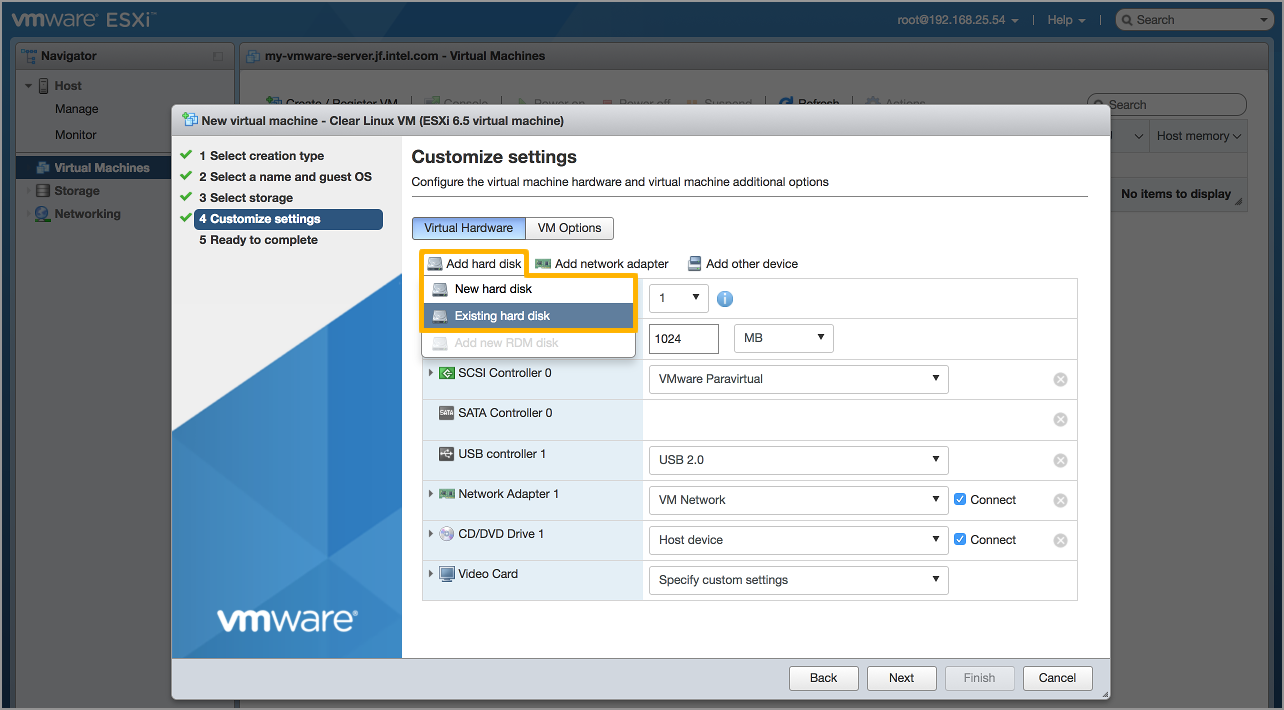 vmware ESXi™
root@192.168.25.54 | Help | Search
Navigator
my-vmware-server.jf.intel.com - Virtual Machines
Host
Manage
Monitor
Virtual Machines
Storage
Networking
Create / Register VM | Console | Power on Power off Suspend | Refresh | Actions
Search
Host memory
No items to display
New virtual machine - Clear Linux VM (ESXi 6.5 virtual machine)
1 Select creation type
2 Select a name and guest OS
3 Select storage
4 Customize settings
5 Ready to complete
vmware®
Customize settings
Configure the virtual machine hardware and virtual machine additional options
Virtual Hardware VM Options
Add hard disk Add network adapter Add other device
New hard disk
Existing hard disk
Add new RDM disk
1
1024 MB
SCSI Controller 0 VMware Paravirtual
SATA SATA Controller 0
USB controller 1 USB 2.0
Network Adapter 1 VM Network Connect
CD/DVD Drive 1 Host device Connect
Video Card Specify custom settings
Back Next Finish Cancel